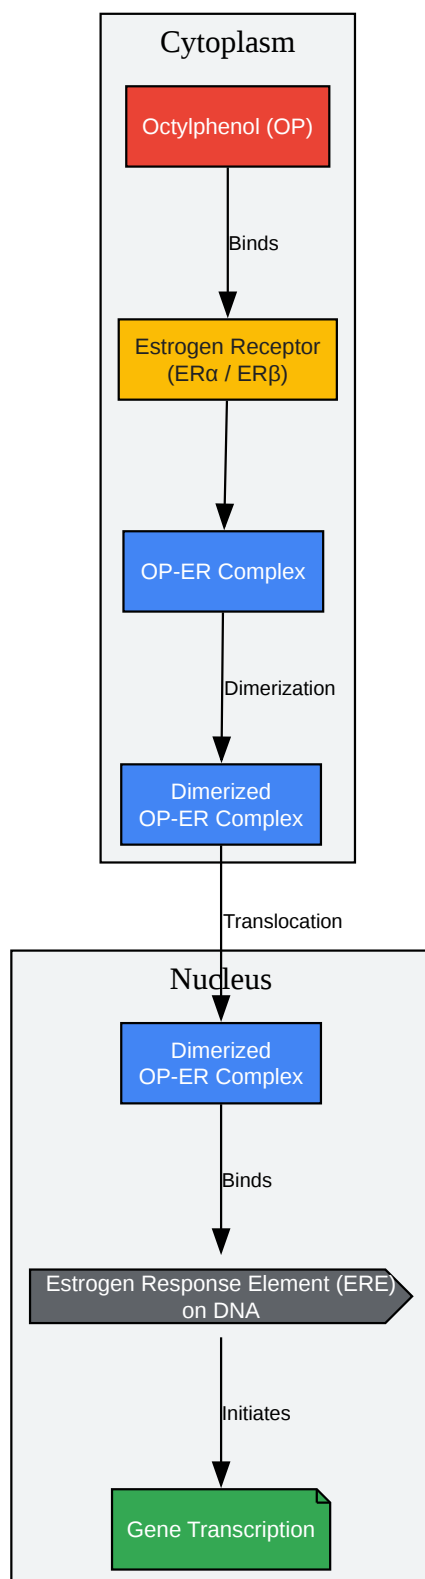 Cytoplasm
Octylphenol (OP)
Binds
Estrogen Receptor
(ERα / ERβ)
OP-ER Complex
Dimerization
Dimerized
OP-ER Complex
Translocation
Nucleus
Dimerized
OP-ER Complex
Binds
Estrogen Response Element (ERE)
on DNA
Initiates
Gene Transcription